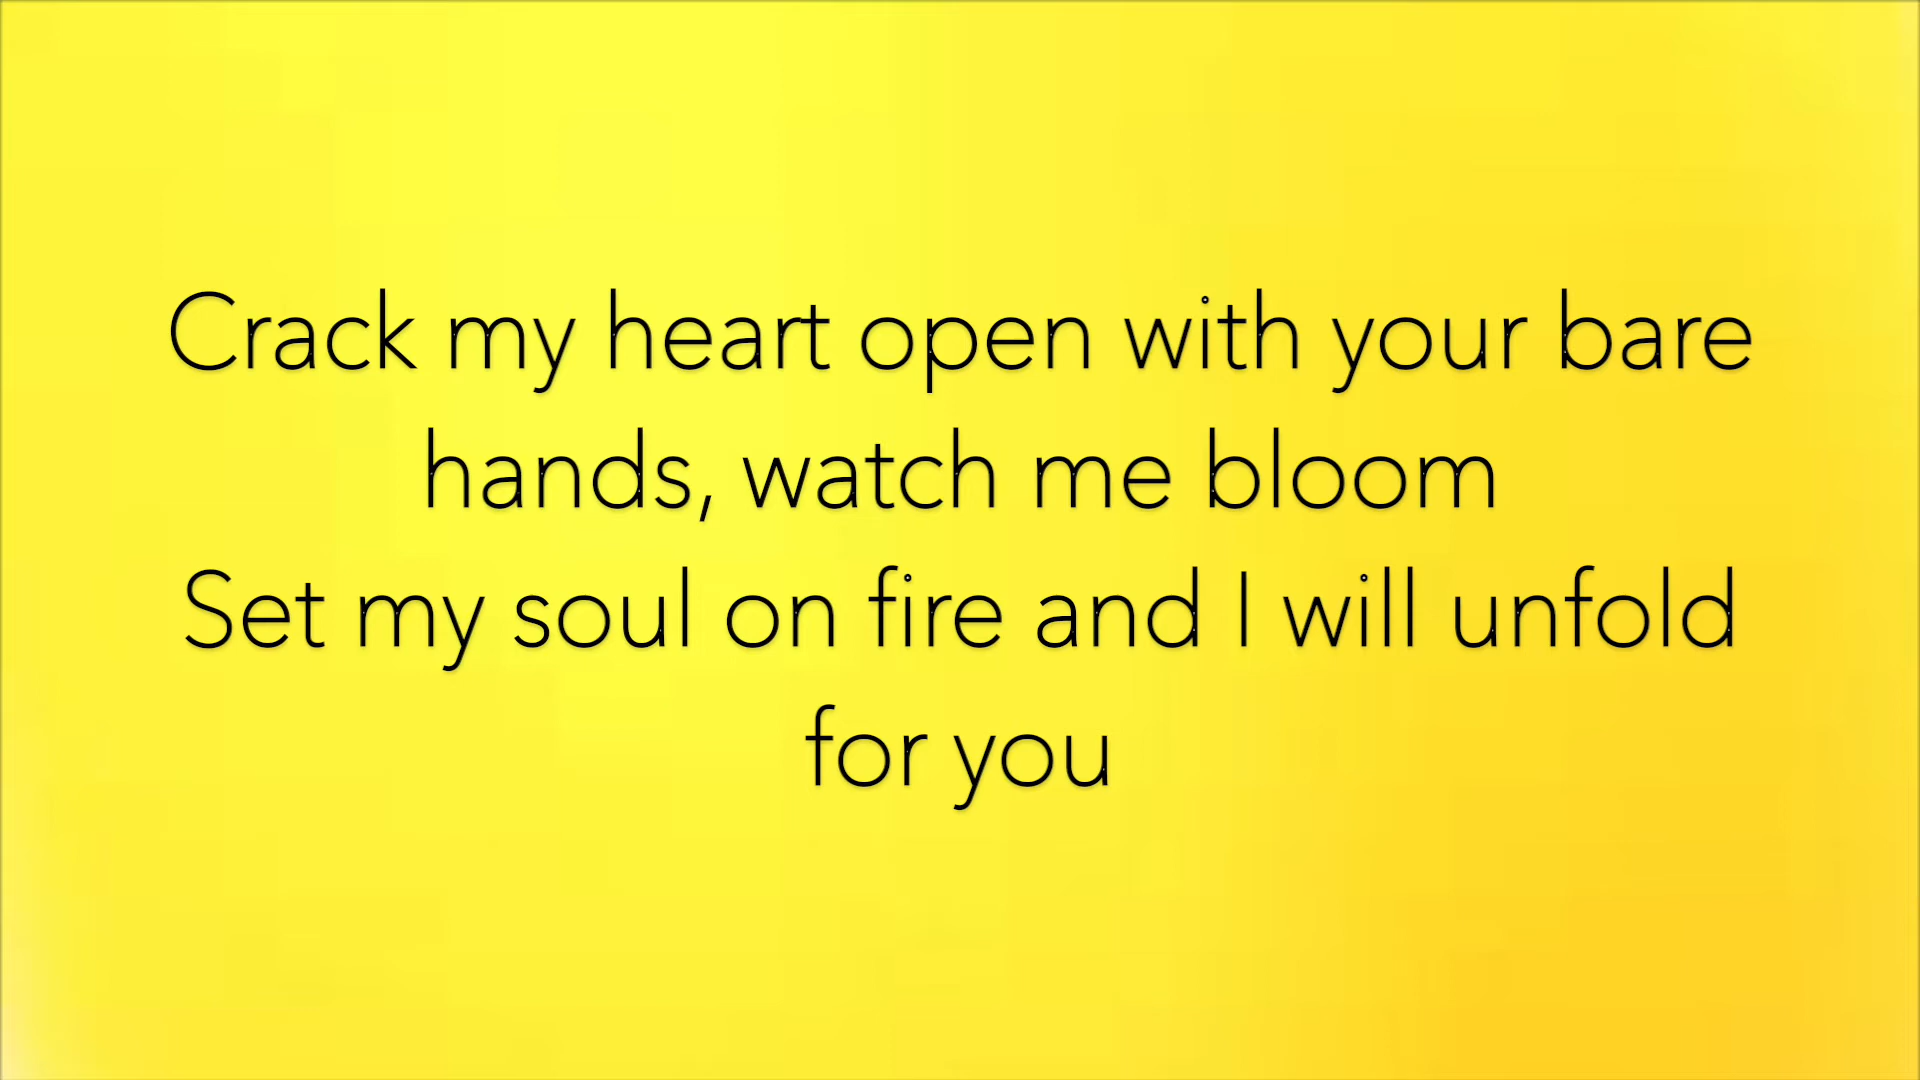 Crack my heart open with your bare
hands, watch me bloom
Set my soul on fire and I will unfold
for you